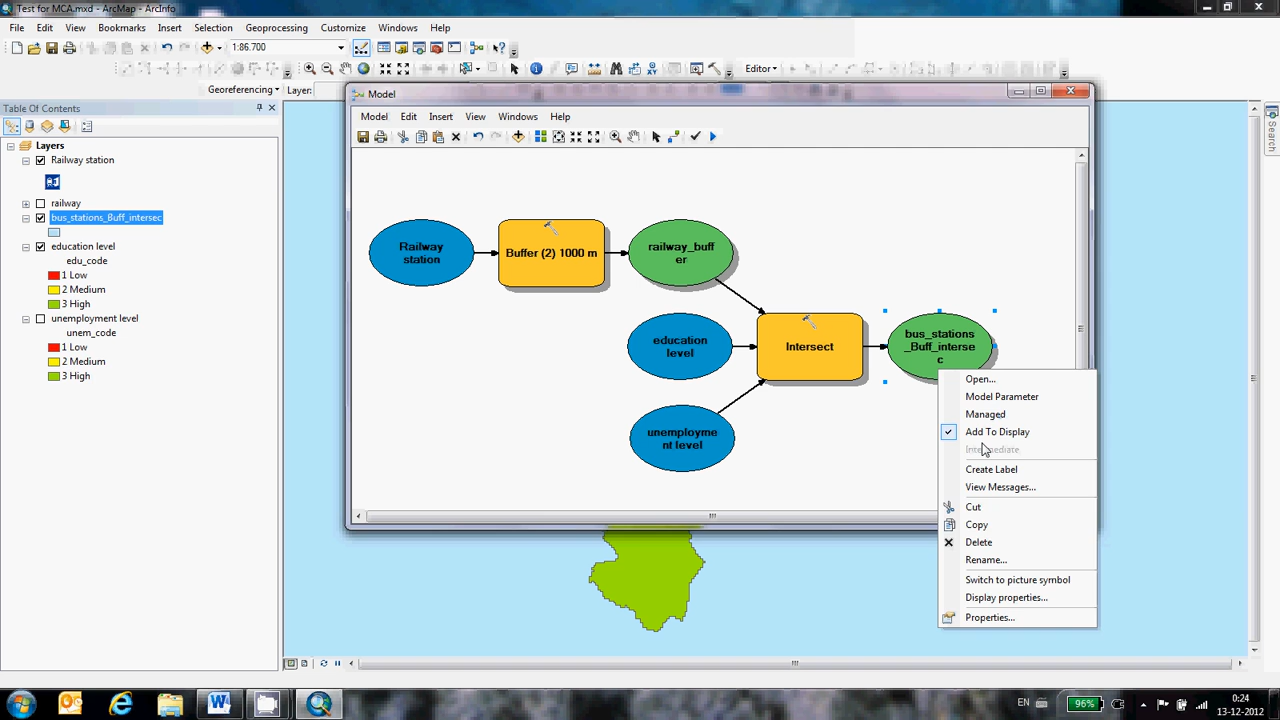 Test for MCA.mxd - ArcMap - ArcInfo
File Edit View Bookmarks Insert Selection Geoprocessing Customize Windows Help
1:86.700
Editor
Georeferencing Layer:
Table Of Contents
Layers
Railway station
railway
bus_stations_Buff_intersec
education level
edu_code
1 Low
2 Medium
3 High
unemployment level
unem_code
1 Low
2 Medium
3 High
Model
Model Edit Insert View Windows Help
Railway
station
Buffer (2) 1000 m
railway_buff
er
education
level
Intersect
bus_stations
_Buff_interse
c
unemployme
nt level
Open...
Model Parameter
Managed
Add To Display
Intermediate
Create Label
View Messages...
Cut
Copy
Delete
Rename...
Switch to picture symbol
Display properties...
Properties...
Search
EN 96% 0:24
13-12-2012